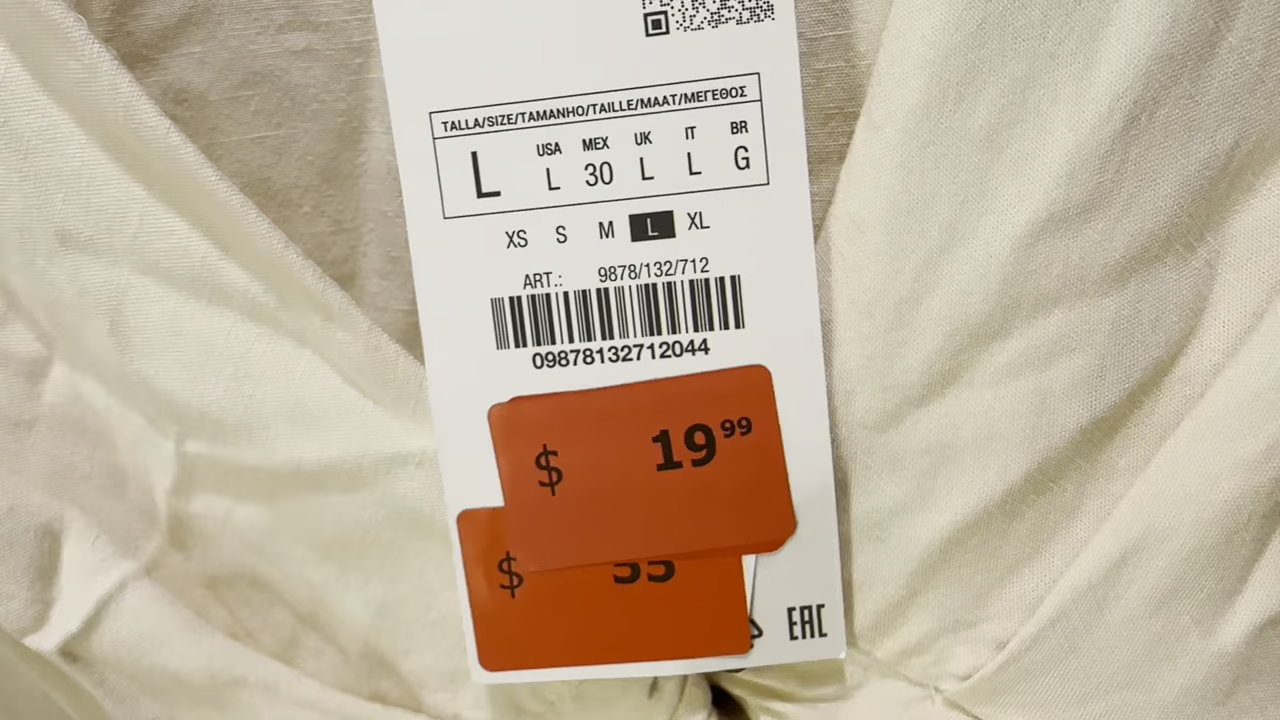 TALLA/SIZE/TAMANHO/TAILLE/MAAT/ΜΕΓΕΘΟΣ
USA MEX UK IT BR
L L 30 L L G
XS S M L XL
ART.: 9878/132/712
09878132712044
$ 19 99
$
EAC